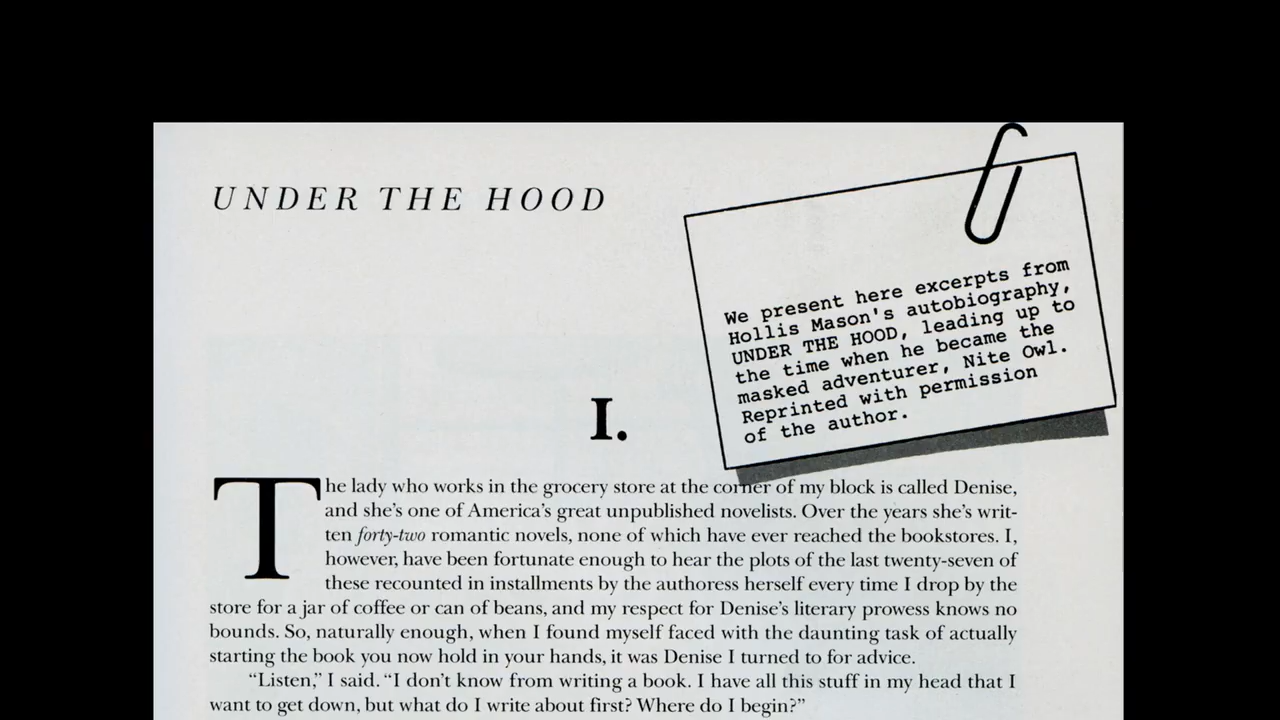 UNDER THE HOOD
We present here excerpts from
Hollis Mason's autobiography,
UNDER THE HOOD, leading up to
the time when he became the
masked adventurer, Nite Owl.
Reprinted with permission
of the author.
I.
The lady who works in the grocery store at the corner of my block is called Denise,
and she’s one of America’s great unpublished novelists. Over the years she’s writ-
ten forty-two romantic novels, none of which have ever reached the bookstores. I,
however, have been fortunate enough to hear the plots of the last twenty-seven of
these recounted in installments by the authoress herself every time I drop by the
store for a jar of coffee or can of beans, and my respect for Denise’s literary prowess knows no
bounds. So, naturally enough, when I found myself faced with the daunting task of actually
starting the book you now hold in your hands, it was Denise I turned to for advice.
“Listen,” I said. “I don’t know from writing a book. I have all this stuff in my head that I
want to get down, but what do I write about first? Where do I begin?”